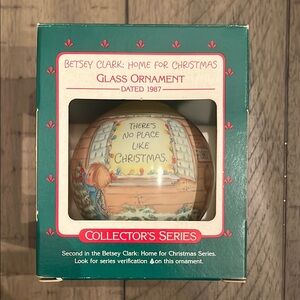 BETSEY CLARK: HOME FOR CHRISTMAS
GLASS ORNAMENT
DATED 1987
THERE'S
NO PLACE
LIKE
CHRISTMAS.
COLLECTOR'S SERIES
Second in the Betsey Clark: Home for Christmas Series.
Look for series verification on this ornament.